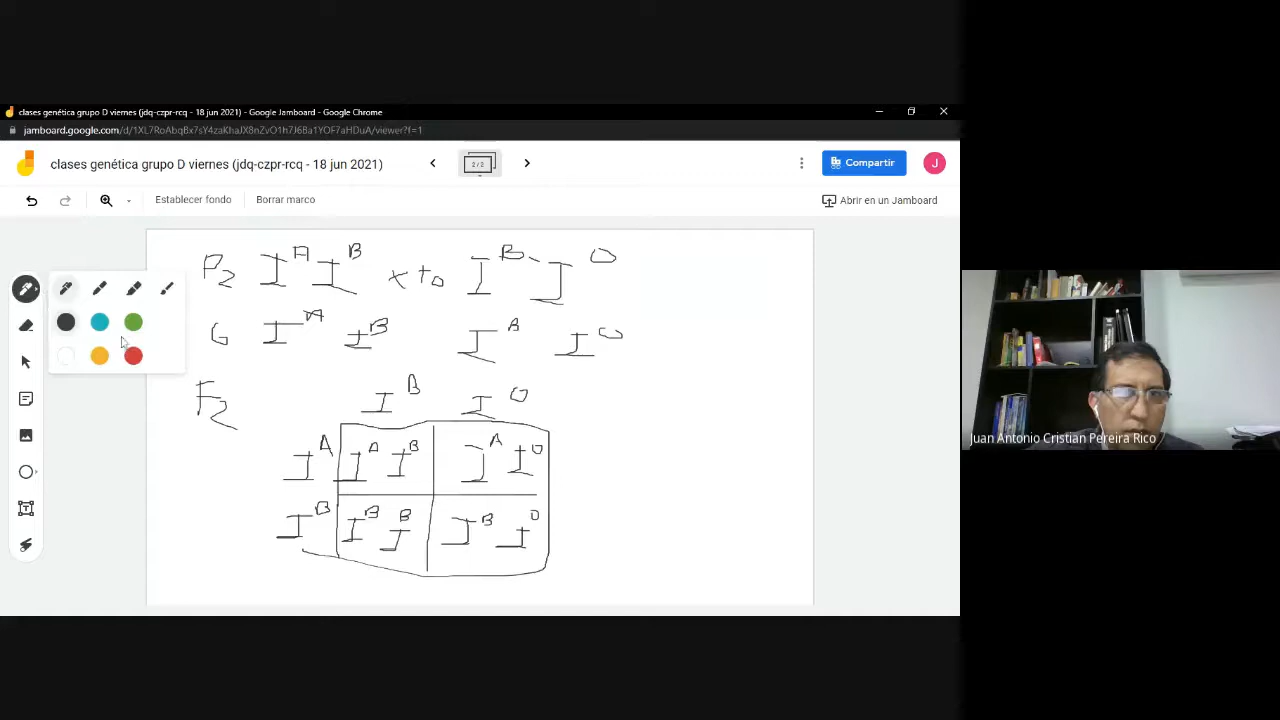 clases genética grupo D viernes (jdq-czpr-rcq - 18 jun 2021) - Google Jamboard - Google Chrome
clases genética grupo D viernes (jdq-czpr-rcq - 18 jun 2021)
2/2
Compartir
J
Establecer fondo
Borrar marco
Abrir en un Jamboard
P2 I^A I^B x to I^B I^O
G I^A I^B I^B I^O
F2
I^B I^O
I^A I^A I^B I^A I^O
I^B I^B I^B I^B I^O
Juan Antonio Cristian Pereira Rico